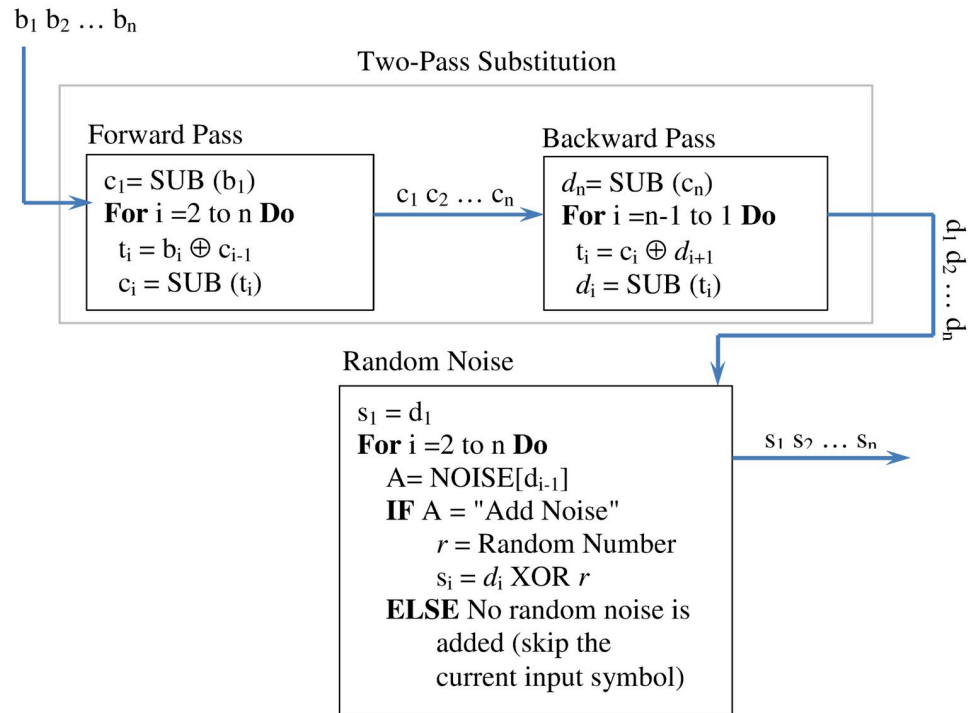 b₁ b₂ … bₙ
Two-Pass Substitution
Forward Pass
c₁= SUB (b₁)
For i =2 to n Do
tᵢ = bᵢ ⊕ cᵢ₋₁
cᵢ = SUB (tᵢ)
c₁ c₂ … cₙ
Backward Pass
dₙ= SUB (cₙ)
For i =n-1 to 1 Do
tᵢ = cᵢ ⊕ dᵢ₊₁
dᵢ = SUB (tᵢ)
d₁ d₂ … dₙ
Random Noise
s₁ = d₁
For i =2 to n Do
A= NOISE[dᵢ₋₁]
IF A = "Add Noise"
r = Random Number
sᵢ = dᵢ XOR r
ELSE No random noise is
added (skip the
current input symbol)
s₁ s₂ … sₙ